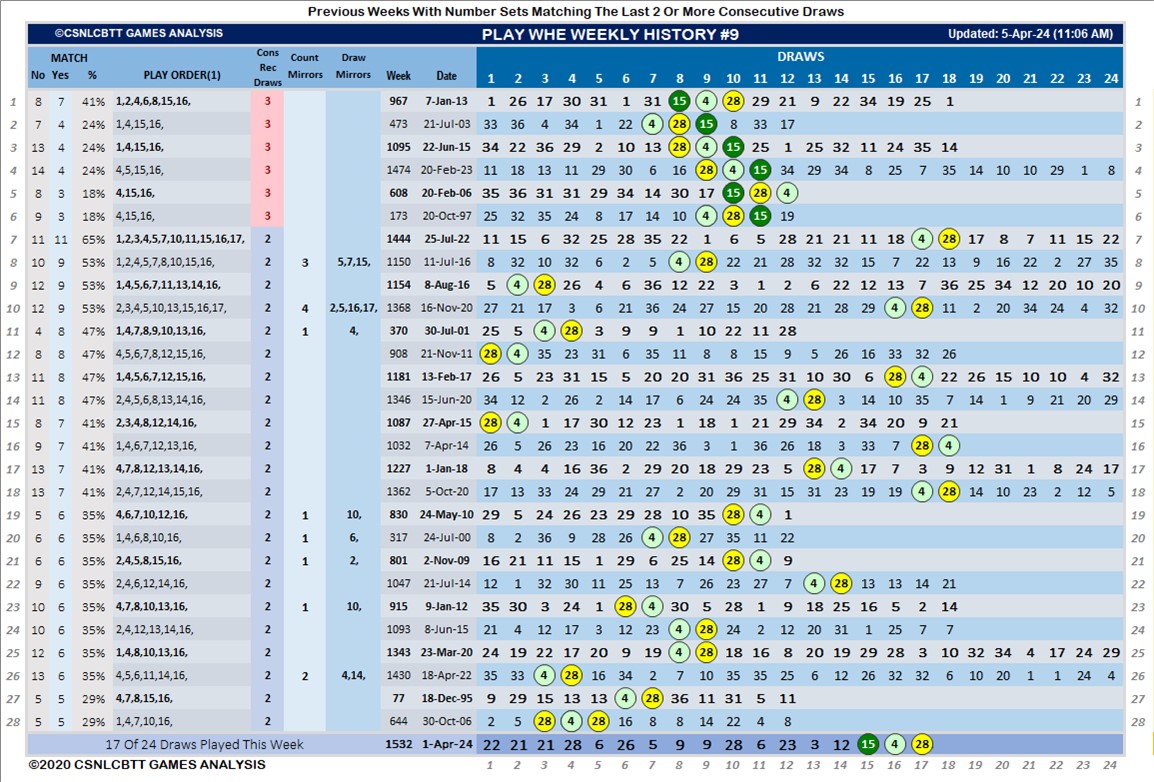 Previous Weeks With Number Sets Matching The Last 2 Or More Consecutive Draws
©CSNLCBTT GAMES ANALYSIS PLAY WHE WEEKLY HISTORY #9 Updated: 5-Apr-24 (11:06 AM)
MATCH Cons Rec Draws Count Mirrors Draw Mirrors DRAWS
No Yes % PLAY ORDER(1) Week Date 1 2 3 4 5 6 7 8 9 10 11 12 13 14 15 16 17 18 19 20 21 22 23 24
1 8 7 41% 1,2,4,6,8,15,16, 3 967 7-Jan-13 1 26 17 30 31 1 31 15 4 28 29 21 9 22 34 19 25 1 1
2 7 4 24% 1,4,15,16, 3 473 21-Jul-03 33 36 4 34 1 22 4 28 15 8 33 17 2
3 13 4 24% 1,4,15,16, 3 1095 22-Jun-15 34 22 36 29 2 10 13 28 4 15 25 1 25 32 11 24 35 14 3
4 14 4 24% 4,5,15,16, 3 1474 20-Feb-23 11 18 13 11 29 30 6 16 28 4 15 34 29 34 8 25 7 35 14 10 10 29 1 8 4
5 8 3 18% 4,15,16, 3 608 20-Feb-06 35 36 31 31 29 34 14 30 17 15 28 4 5
6 9 3 18% 4,15,16, 3 173 20-Oct-97 25 32 35 24 8 17 14 10 4 28 15 19 6
7 11 11 65% 1,2,3,4,5,7,10,11,15,16,17, 2 1444 25-Jul-22 11 15 6 32 25 28 35 22 1 6 5 28 21 21 11 18 4 18 17 8 7 11 15 22 7
8 10 9 53% 1,2,4,5,7,8,10,15,16, 2 3 5,7,15, 1150 11-Jul-16 8 32 10 32 6 2 5 4 28 22 21 28 32 32 15 7 18 22 13 9 16 22 2 27 35 8
9 12 9 53% 1,4,5,6,7,11,13,14,16, 2 1154 8-Aug-16 5 4 28 26 4 6 36 12 22 3 1 2 6 22 12 13 7 36 25 34 12 20 10 20 9
10 12 9 53% 2,3,4,5,10,13,15,16,17, 2 4 2,5,16,17, 1368 16-Nov-20 27 21 17 3 6 21 36 24 27 15 20 28 21 28 29 4 28 11 2 20 34 24 4 32 10
11 4 8 47% 1,4,7,8,9,10,13,16, 2 1 4, 370 30-Jul-01 25 5 4 28 3 9 9 1 10 22 11 28 11
12 8 8 47% 4,5,6,7,8,12,15,16, 2 908 21-Nov-11 28 4 35 23 31 6 35 11 8 8 15 9 5 26 16 33 32 26 12
13 11 8 47% 1,4,5,6,7,12,15,16, 2 1181 13-Feb-17 26 5 23 31 15 5 20 20 31 36 25 31 10 30 6 28 4 22 26 15 10 10 4 32 13
14 11 8 47% 2,4,5,6,8,13,14,16, 2 1346 15-Jun-20 34 12 2 26 2 14 17 6 24 24 35 4 28 3 14 10 35 7 14 1 9 21 20 29 14
15 8 7 41% 2,3,4,8,12,14,16, 2 1087 27-Apr-15 28 4 1 17 30 12 23 1 18 1 21 29 34 2 34 20 9 21 15
16 9 7 41% 1,4,6,7,12,13,16, 2 1032 7-Apr-14 26 5 26 23 16 20 22 36 3 1 36 26 18 3 33 7 28 4 16
17 13 7 41% 4,7,8,12,13,14,16, 2 1227 1-Jan-18 8 4 4 16 36 2 29 20 18 29 23 5 28 4 17 7 3 9 12 31 1 8 24 17 17
18 13 7 41% 2,4,7,12,14,15,16, 2 1362 5-Oct-20 17 13 33 24 29 21 27 2 20 29 31 15 31 23 19 19 4 28 14 10 23 2 12 5 18
19 5 6 35% 4,6,7,10,12,16, 2 1 10, 830 24-May-10 29 5 24 26 23 29 28 10 35 28 4 1 19
20 6 6 35% 1,4,6,8,10,16, 2 1 6, 317 24-Jul-00 8 2 36 9 28 26 4 28 27 35 11 22 20
21 6 6 35% 2,4,5,8,15,16, 2 1 2, 801 2-Nov-09 16 21 11 15 1 29 6 25 14 28 4 9 21
22 9 6 35% 2,4,6,12,14,16, 2 1047 21-Jul-14 12 1 32 30 11 25 13 7 26 23 27 7 4 28 13 13 14 21 22
23 10 6 35% 4,7,8,10,13,16, 2 1 10, 915 9-Jan-12 35 30 3 24 1 28 4 30 5 28 1 9 18 25 16 5 2 14 23
24 10 6 35% 2,4,12,13,14,16, 2 1093 8-Jun-15 21 4 12 17 3 12 23 4 28 24 2 12 20 31 1 25 7 7 24
25 12 6 35% 1,4,8,10,13,16, 2 1343 23-Mar-20 24 19 22 17 20 9 19 4 28 18 16 8 20 15 19 29 28 3 10 32 34 4 17 24 29 25
26 13 6 35% 4,5,6,11,14,16, 2 2 4,14, 1430 18-Apr-22 35 33 4 28 16 34 2 7 10 35 35 25 6 12 16 26 32 32 6 10 20 1 1 24 4 26
27 5 5 29% 4,7,8,15,16, 2 77 18-Dec-95 9 29 15 13 13 4 28 36 11 31 5 11 27
28 5 5 29% 1,4,7,10,16, 2 644 30-Oct-06 2 5 28 4 28 16 8 8 14 22 4 8 28
17 Of 24 Draws Played This Week 1532 1-Apr-24 22 21 21 28 6 26 5 9 9 28 6 23 3 12 15 4 28
©2020 CSNLCBTT GAMES ANALYSIS 1 2 3 4 5 6 7 8 9 10 11 12 13 14 15 16 17 18 19 20 21 22 23 24